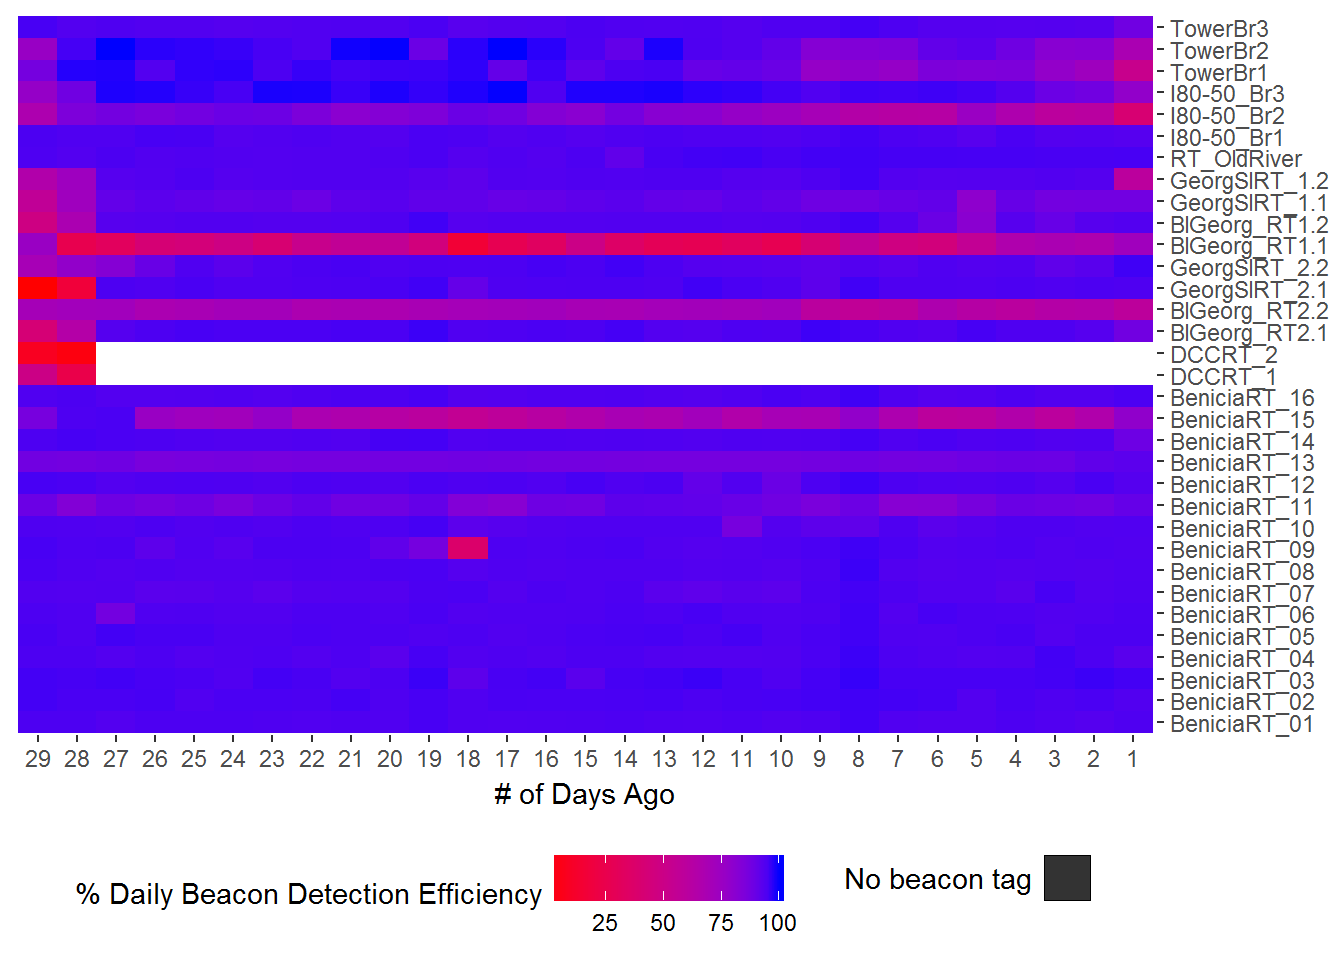 TowerBr3
TowerBr2
TowerBr1
I80-50_Br3
I80-50_Br2
I80-50_Br1
RT_OldRiver
GeorgSlRT_1.2
GeorgSlRT_1.1
BlGeorg_RT1.2
BlGeorg_RT1.1
GeorgSlRT_2.2
GeorgSlRT_2.1
BlGeorg_RT2.2
BlGeorg_RT2.1
DCCRT_2
DCCRT_1
BeniciaRT_16
BeniciaRT_15
BeniciaRT_14
BeniciaRT_13
BeniciaRT_12
BeniciaRT_11
BeniciaRT_10
BeniciaRT_09
BeniciaRT_08
BeniciaRT_07
BeniciaRT_06
BeniciaRT_05
BeniciaRT_04
BeniciaRT_03
BeniciaRT_02
BeniciaRT_01
29 28 27 26 25 24 23 22 21 20 19 18 17 16 15 14 13 12 11 10 9 8 7 6 5 4 3 2 1
# of Days Ago
% Daily Beacon Detection Efficiency
25 50 75 100
No beacon tag